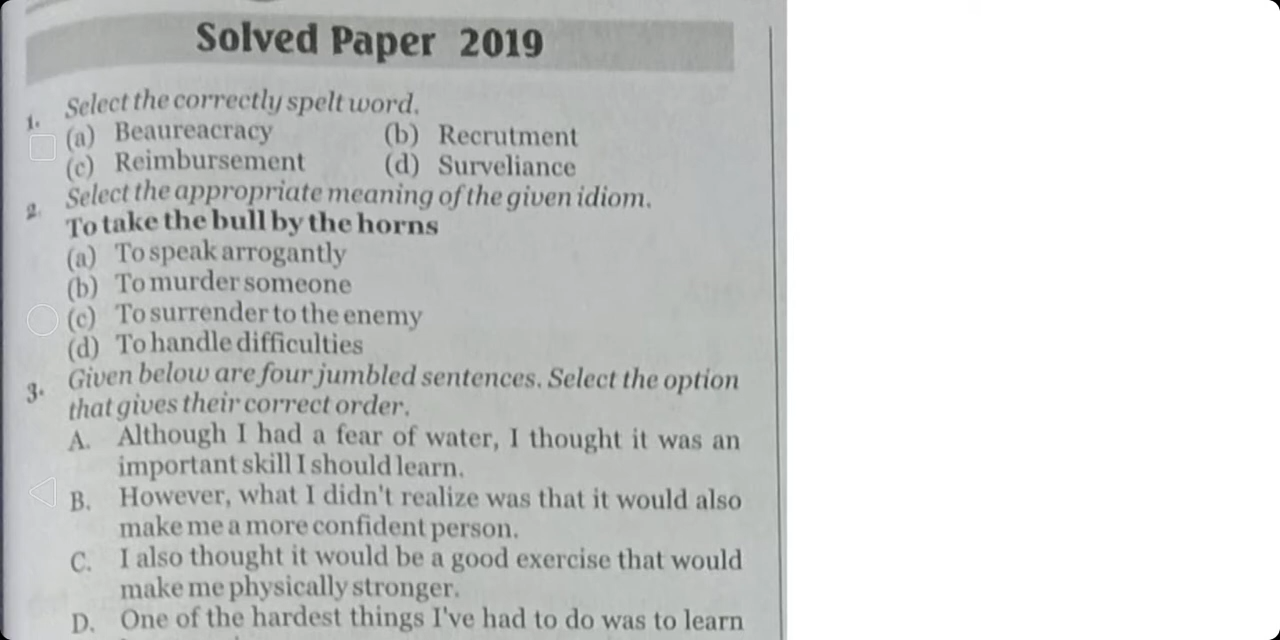 Solved Paper 2019
1. Select the correctly spelt word.
(a) Beaureacracy (b) Recrutment
(c) Reimbursement (d) Surveliance
2. Select the appropriate meaning of the given idiom.
To take the bull by the horns
(a) To speak arrogantly
(b) To murder someone
(c) To surrender to the enemy
(d) To handle difficulties
3. Given below are four jumbled sentences. Select the option
that gives their correct order.
A. Although I had a fear of water, I thought it was an
important skill I should learn.
B. However, what I didn't realize was that it would also
make me a more confident person.
C. I also thought it would be a good exercise that would
make me physically stronger.
D. One of the hardest things I've had to do was to learn